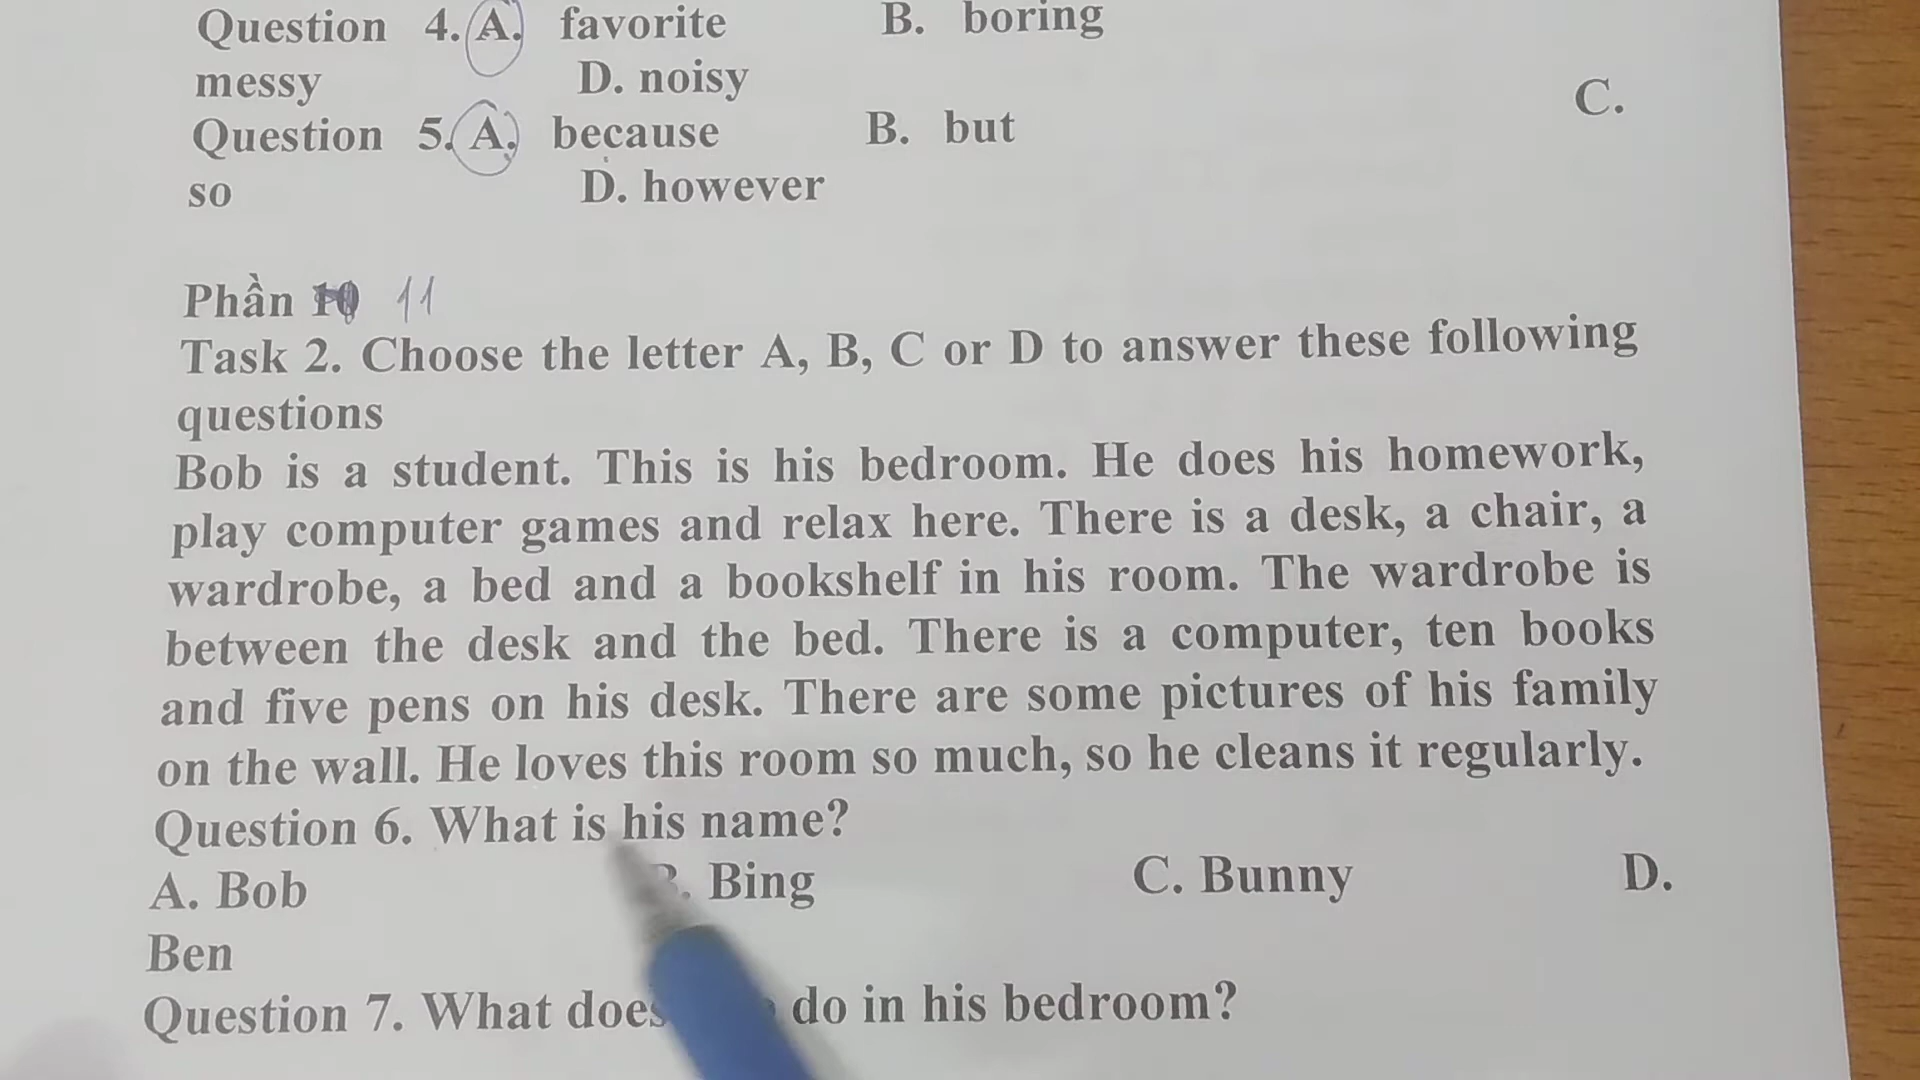 Question 4. A. favorite B. boring
messy D. noisy
C.
Question 5. A. because B. but
so D. however
Phần 11
Task 2. Choose the letter A, B, C or D to answer these following
questions
Bob is a student. This is his bedroom. He does his homework,
play computer games and relax here. There is a desk, a chair, a
wardrobe, a bed and a bookshelf in his room. The wardrobe is
between the desk and the bed. There is a computer, ten books
and five pens on his desk. There are some pictures of his family
on the wall. He loves this room so much, so he cleans it regularly.
Question 6. What is his name?
A. Bob B. Bing C. Bunny D.
Ben
Question 7. What does do in his bedroom?